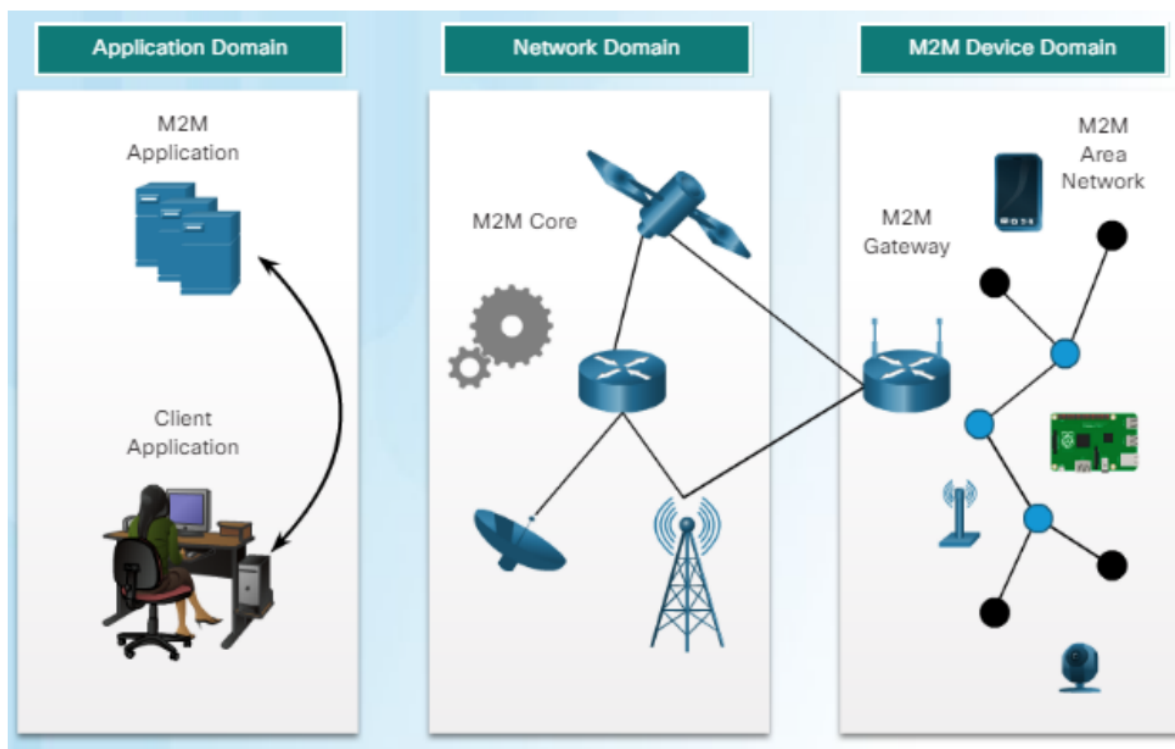 Application Domain
Network Domain
M2M Device Domain
M2M
Application
Client
Application
M2M Core
M2M
Gateway
M2M
Area
Network